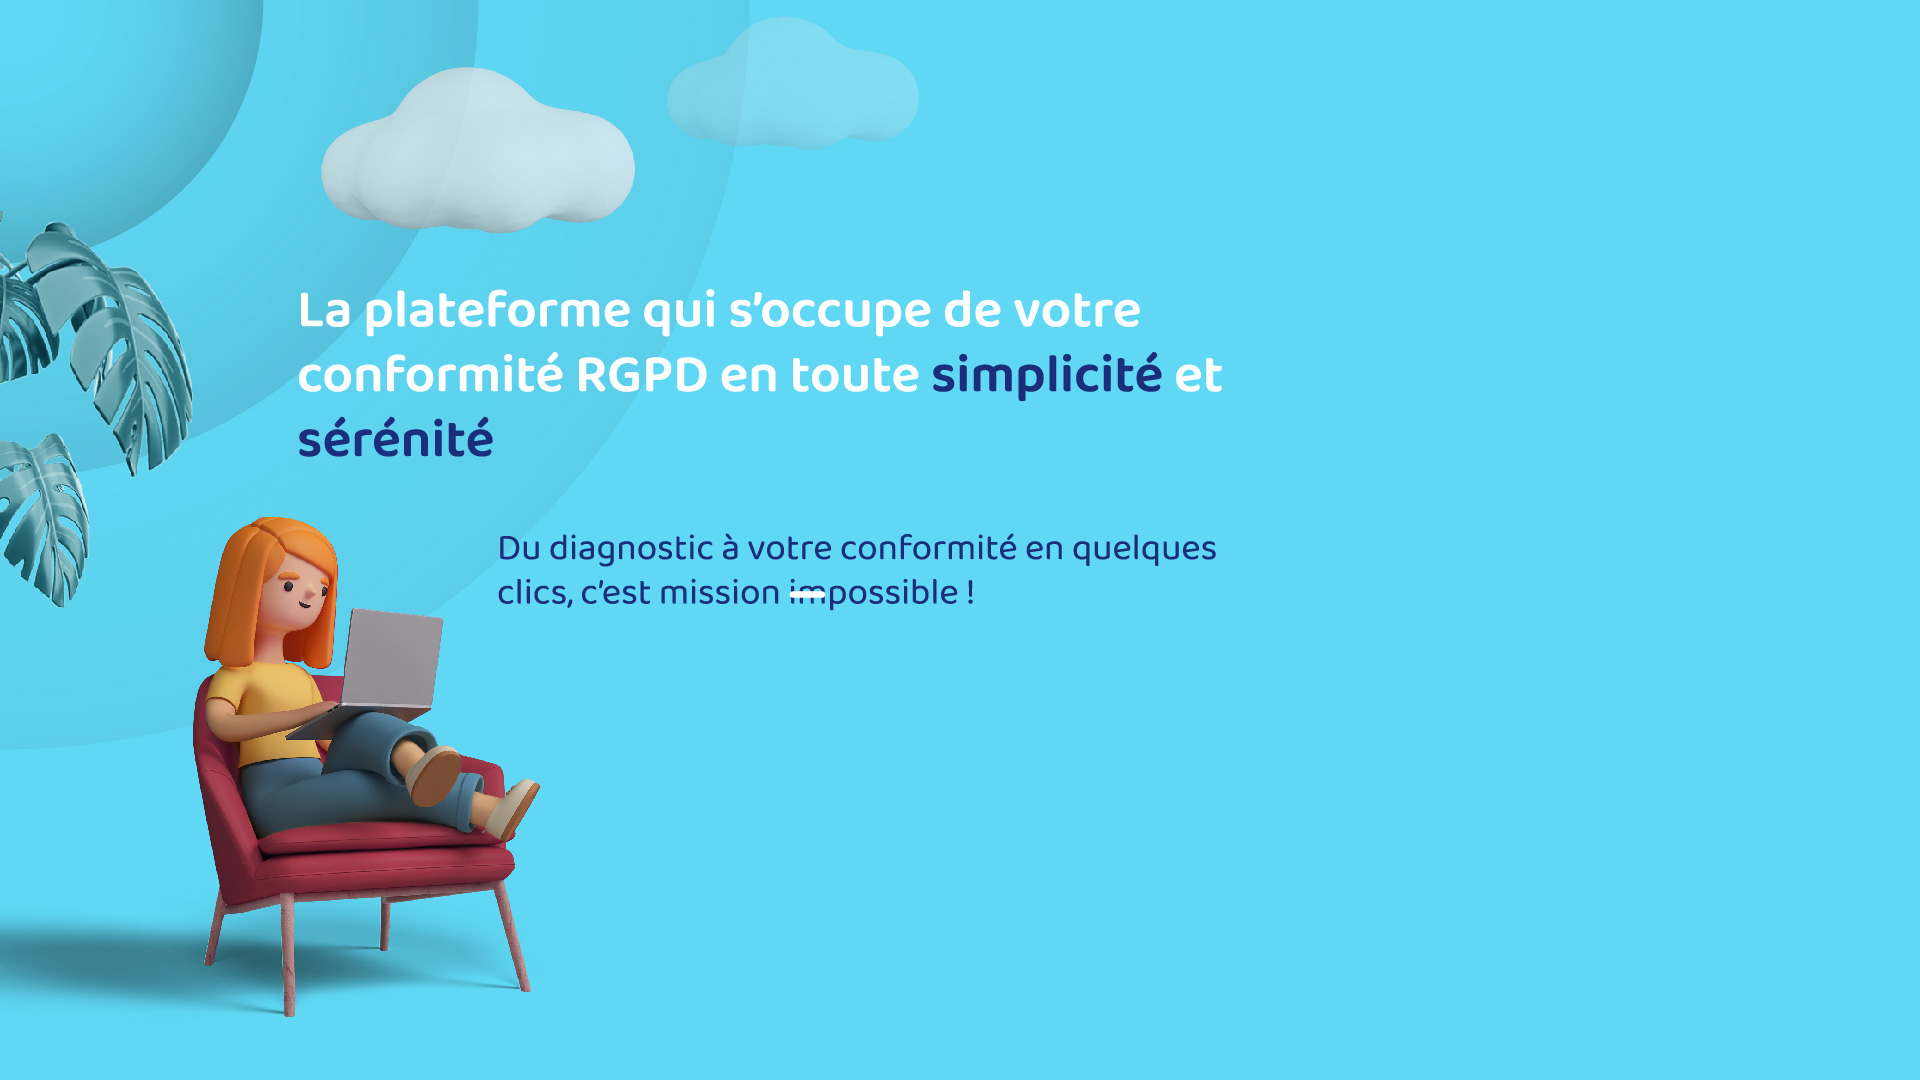 La plateforme qui s’occupe de votre
conformité RGPD en toute simplicité et
sérénité
Du diagnostic à votre conformité en quelques
clics, c’est mission impossible !